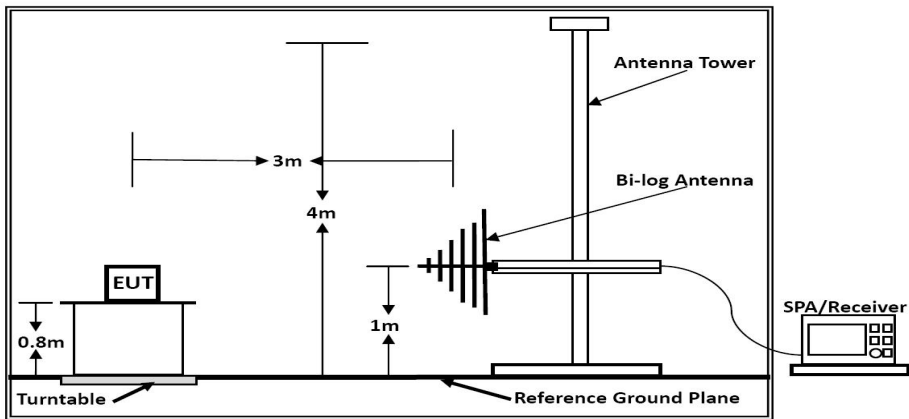 Antenna Tower
3m
Bi-log Antenna
4m
EUT
SPA/Receiver
0.8m
1m
Turntable
Reference Ground Plane